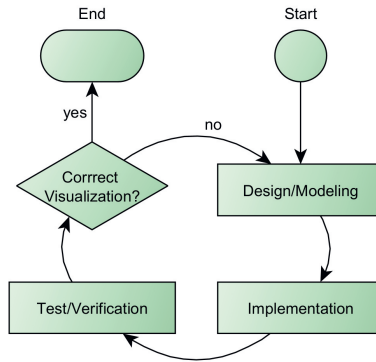 End
Start
yes
no
Corrrect
Visualization?
Design/Modeling
Test/Verification
Implementation